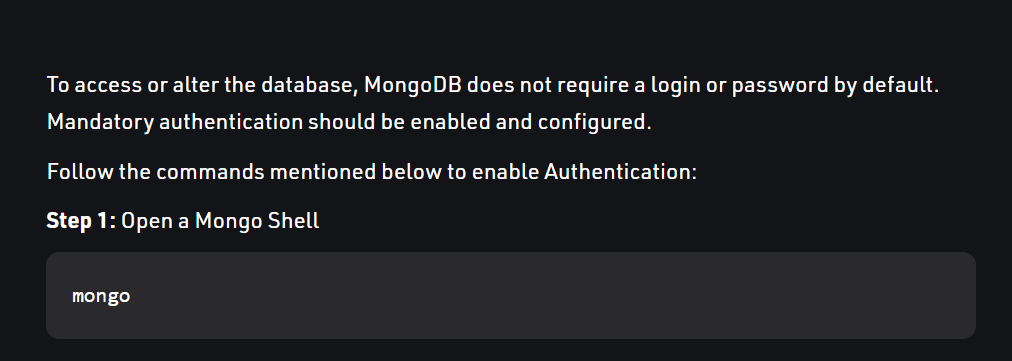 To access or alter the database, MongoDB does not require a login or password by default.
Mandatory authentication should be enabled and configured.
Follow the commands mentioned below to enable Authentication:
Step 1: Open a Mongo Shell
mongo